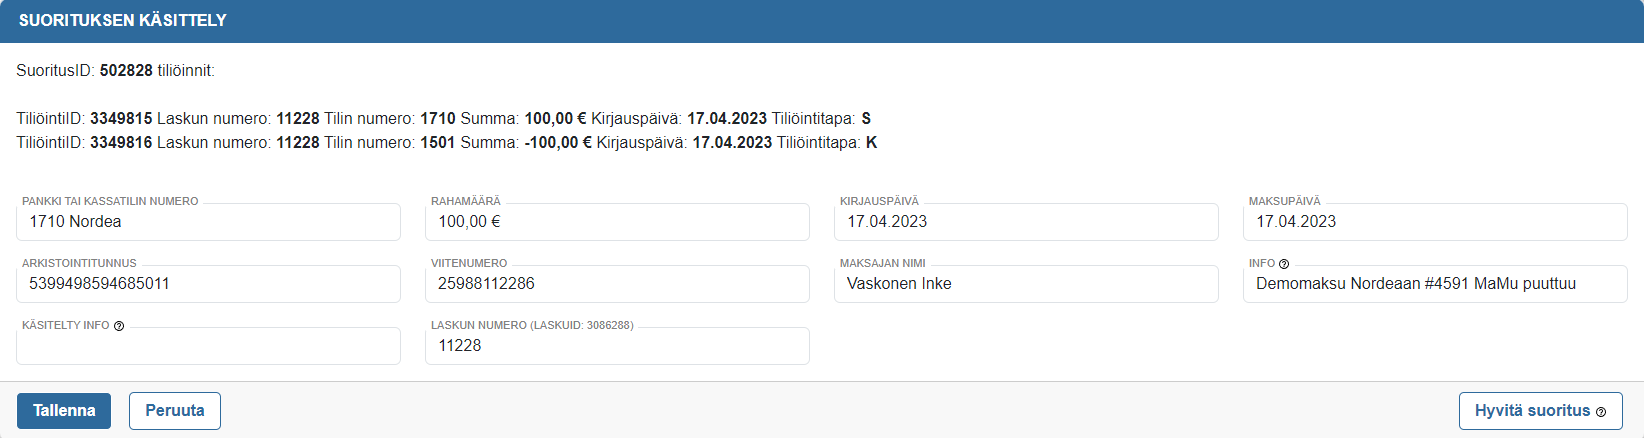 SUORITUKSEN KÄSITTELY
SuoritusID: 502828 tiliöinnit:
TiliöintiID: 3349815 Laskun numero: 11228 Tilin numero: 1710 Summa: 100,00 € Kirjauspäivä: 17.04.2023 Tiliöintitapa: S
TiliöintiID: 3349816 Laskun numero: 11228 Tilin numero: 1501 Summa: -100,00 € Kirjauspäivä: 17.04.2023 Tiliöintitapa: K
PANKKI TAI KASSATILIN NUMERO RAHAMÄÄRÄ KIRJAUSPÄIVÄ MAKSUPÄIVÄ
1710 Nordea 100,00 € 17.04.2023 17.04.2023
ARKISTOINTITUNNUS VIITENUMERO MAKSAJAN NIMI INFO
5399498594685011 25988112286 Vaskonen Inke Demomaksu Nordeaan #4591 MaMu puuttuu
KÄSITELTY INFO LASKUN NUMERO (LASKUID: 3086288)
11228
Tallenna Peruuta Hyvitä suoritus